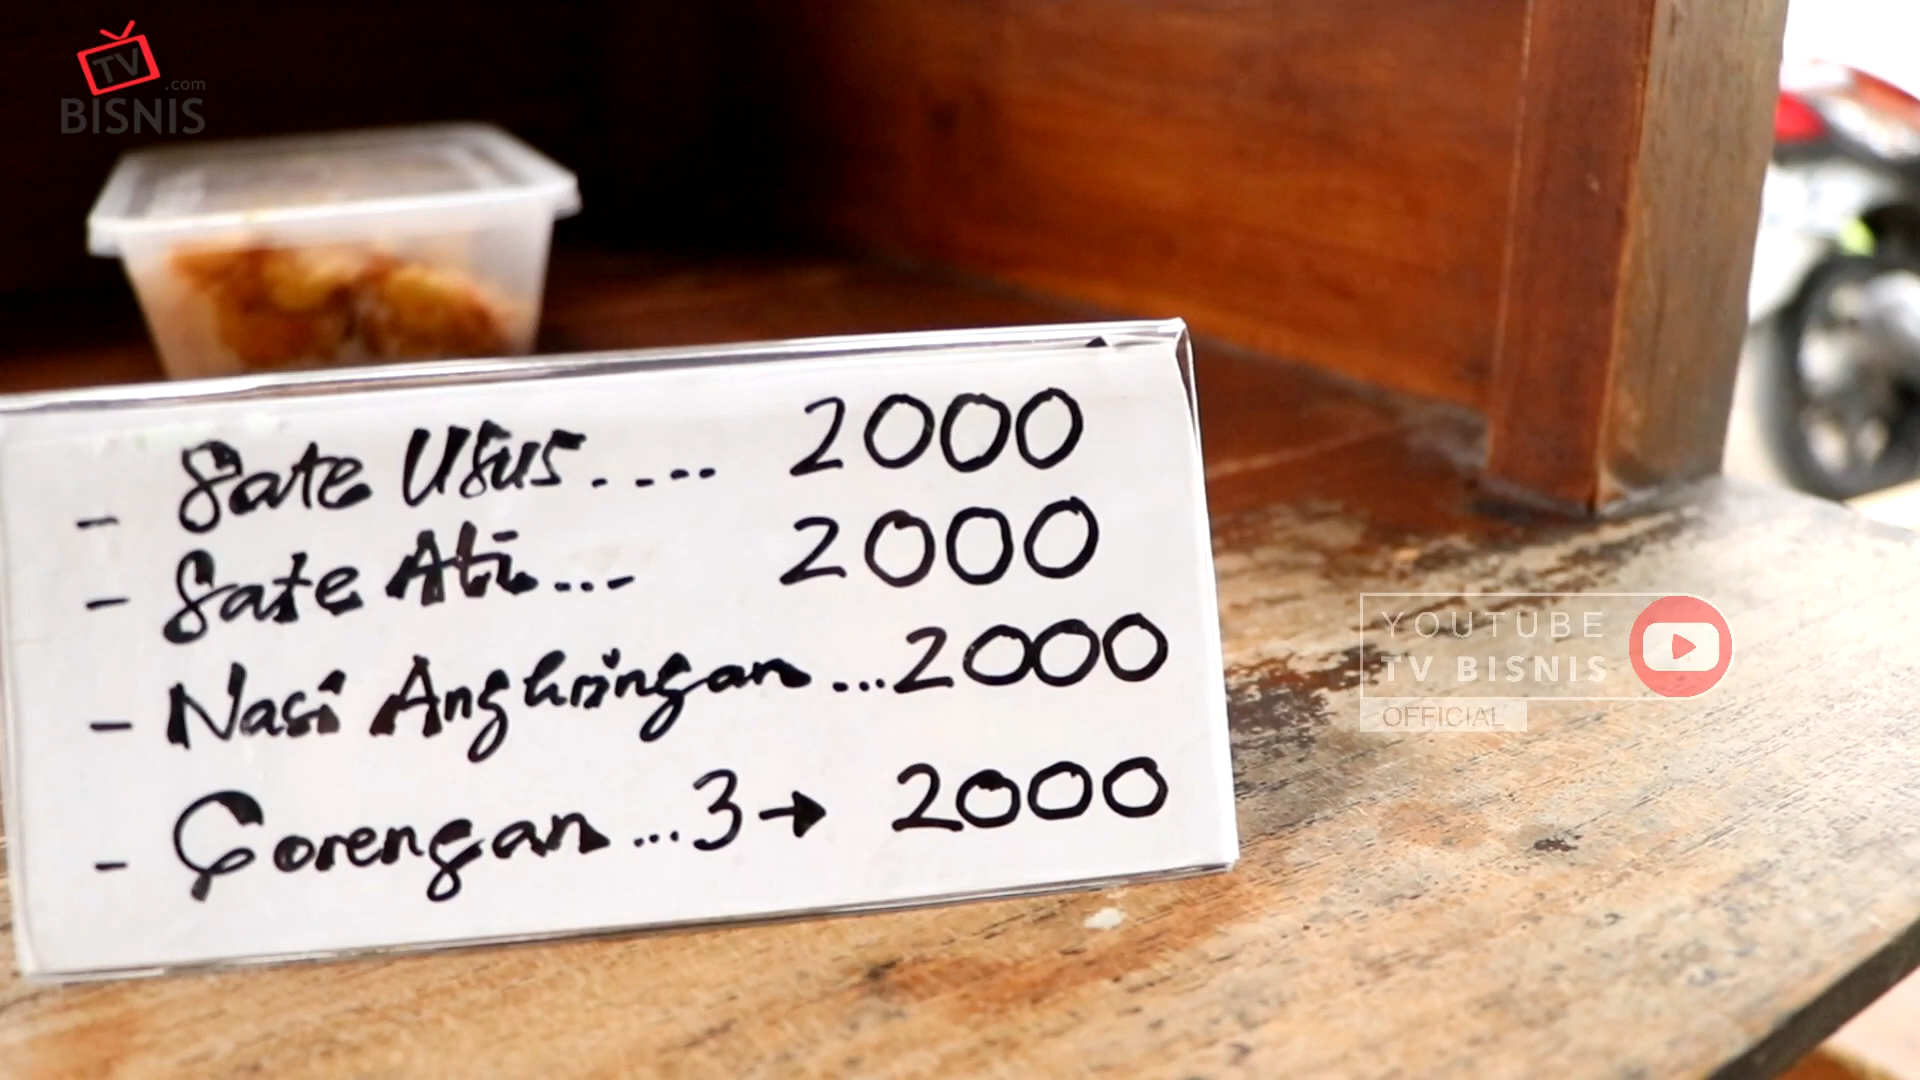 TV
.com
BISNIS
- Sate Usus.... 2000
- Sate Ati... 2000
- Nasi Angkringan...2000
- Gorengan...3→ 2000
YOUTUBE
TV BISNIS
OFFICIAL